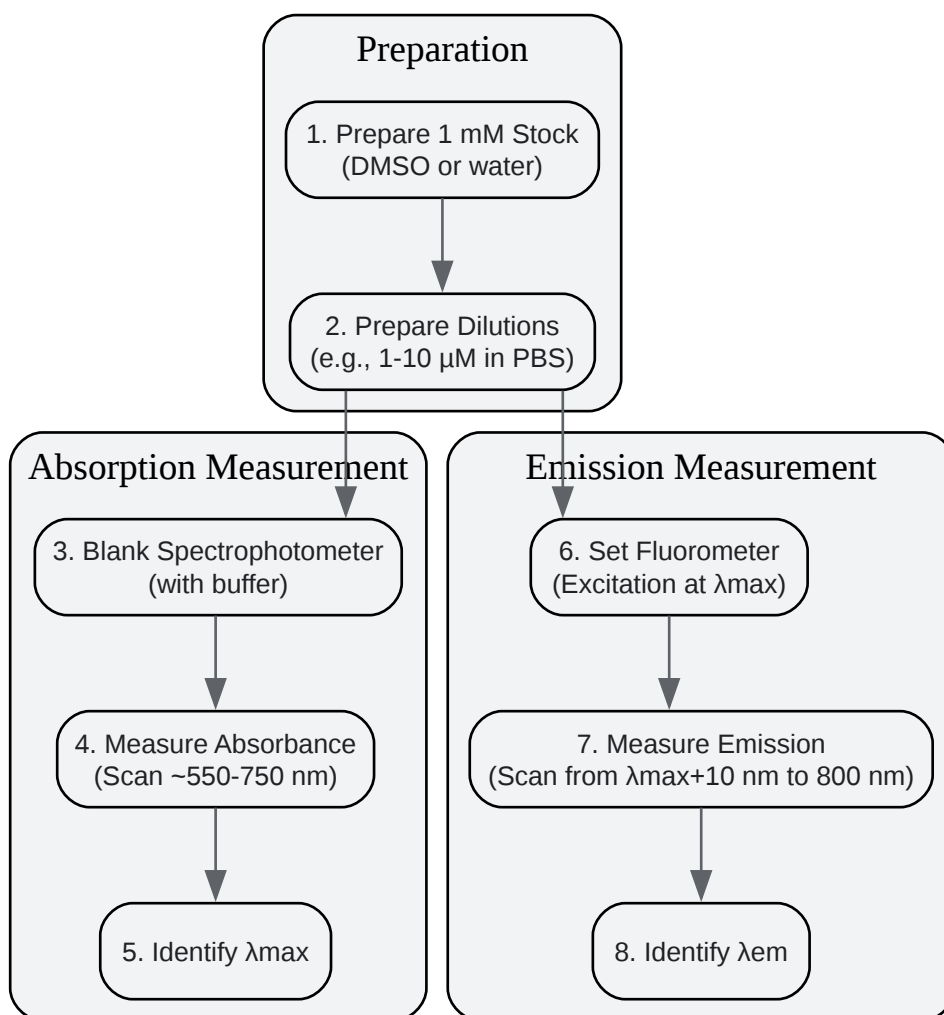 Preparation
1. Prepare 1 mM Stock
(DMSO or water)
2. Prepare Dilutions
(e.g., 1-10 µM in PBS)
Absorption Measurement
3. Blank Spectrophotometer
(with buffer)
4. Measure Absorbance
(Scan ~550-750 nm)
5. Identify λmax
Emission Measurement
6. Set Fluorometer
(Excitation at λmax)
7. Measure Emission
(Scan from λmax+10 nm to 800 nm)
8. Identify λem